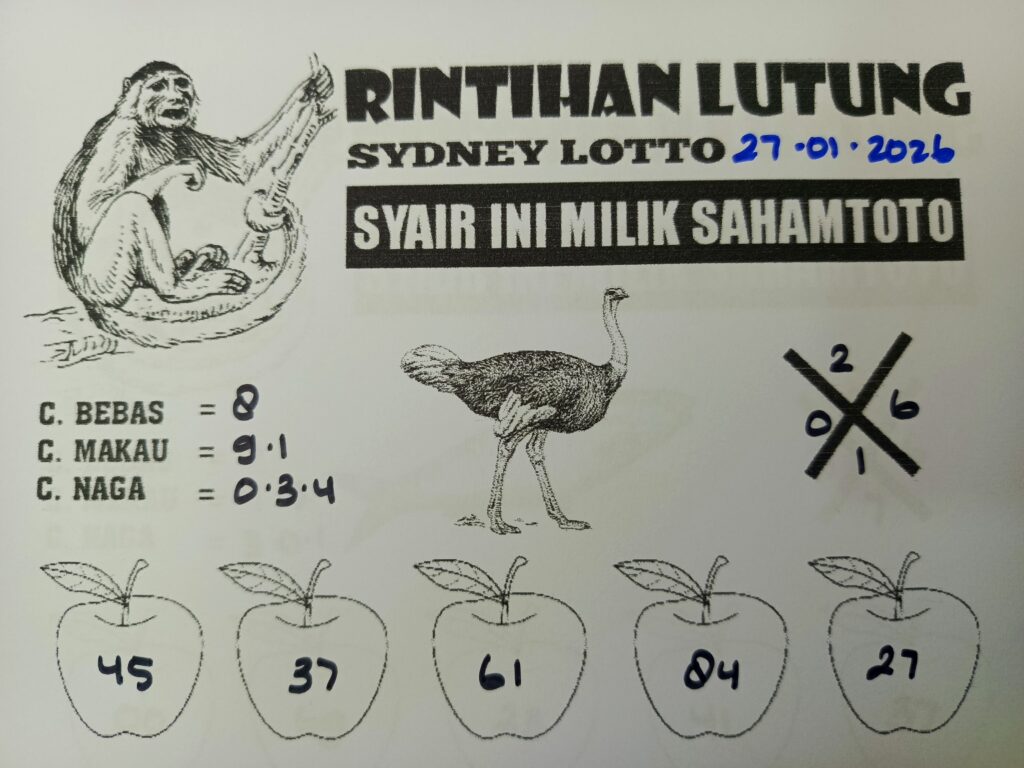 RINTIHAN LUTUNG
SYDNEY LOTTO 27·01·2026
SYAIR INI MILIK SAHAMTOTO
C. BEBAS = 8
C. MAKAU = 9·1
C. NAGA = 0·3·4
2
0 6
1
45 37 61 84 27